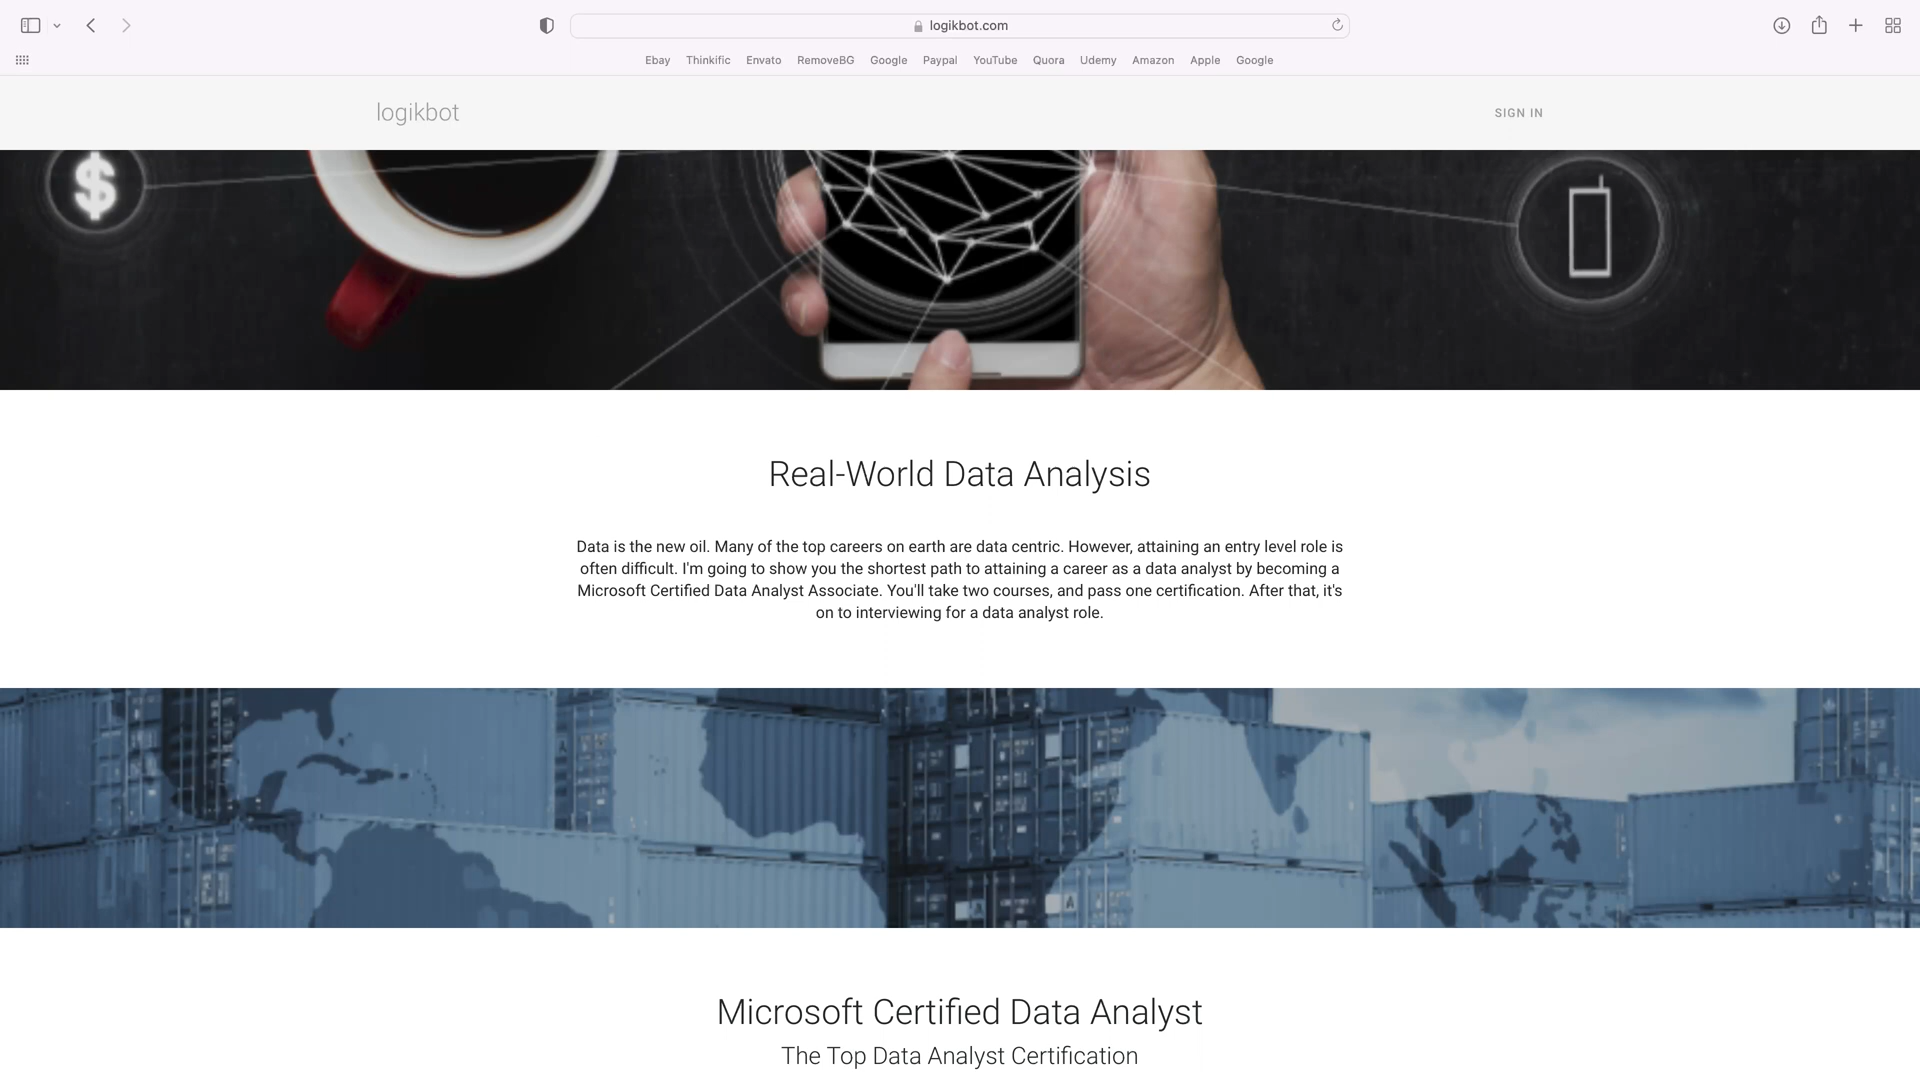 logikbot.com
Ebay Thinkific Envato RemoveBG Google Paypal YouTube Quora Udemy Amazon Apple Google
logikbot
SIGN IN
$
Real-World Data Analysis
Data is the new oil. Many of the top careers on earth are data centric. However, attaining an entry level role is
often difficult. I'm going to show you the shortest path to attaining a career as a data analyst by becoming a
Microsoft Certified Data Analyst Associate. You'll take two courses, and pass one certification. After that, it's
on to interviewing for a data analyst role.
A
Microsoft Certified Data Analyst
The Top Data Analyst Certification